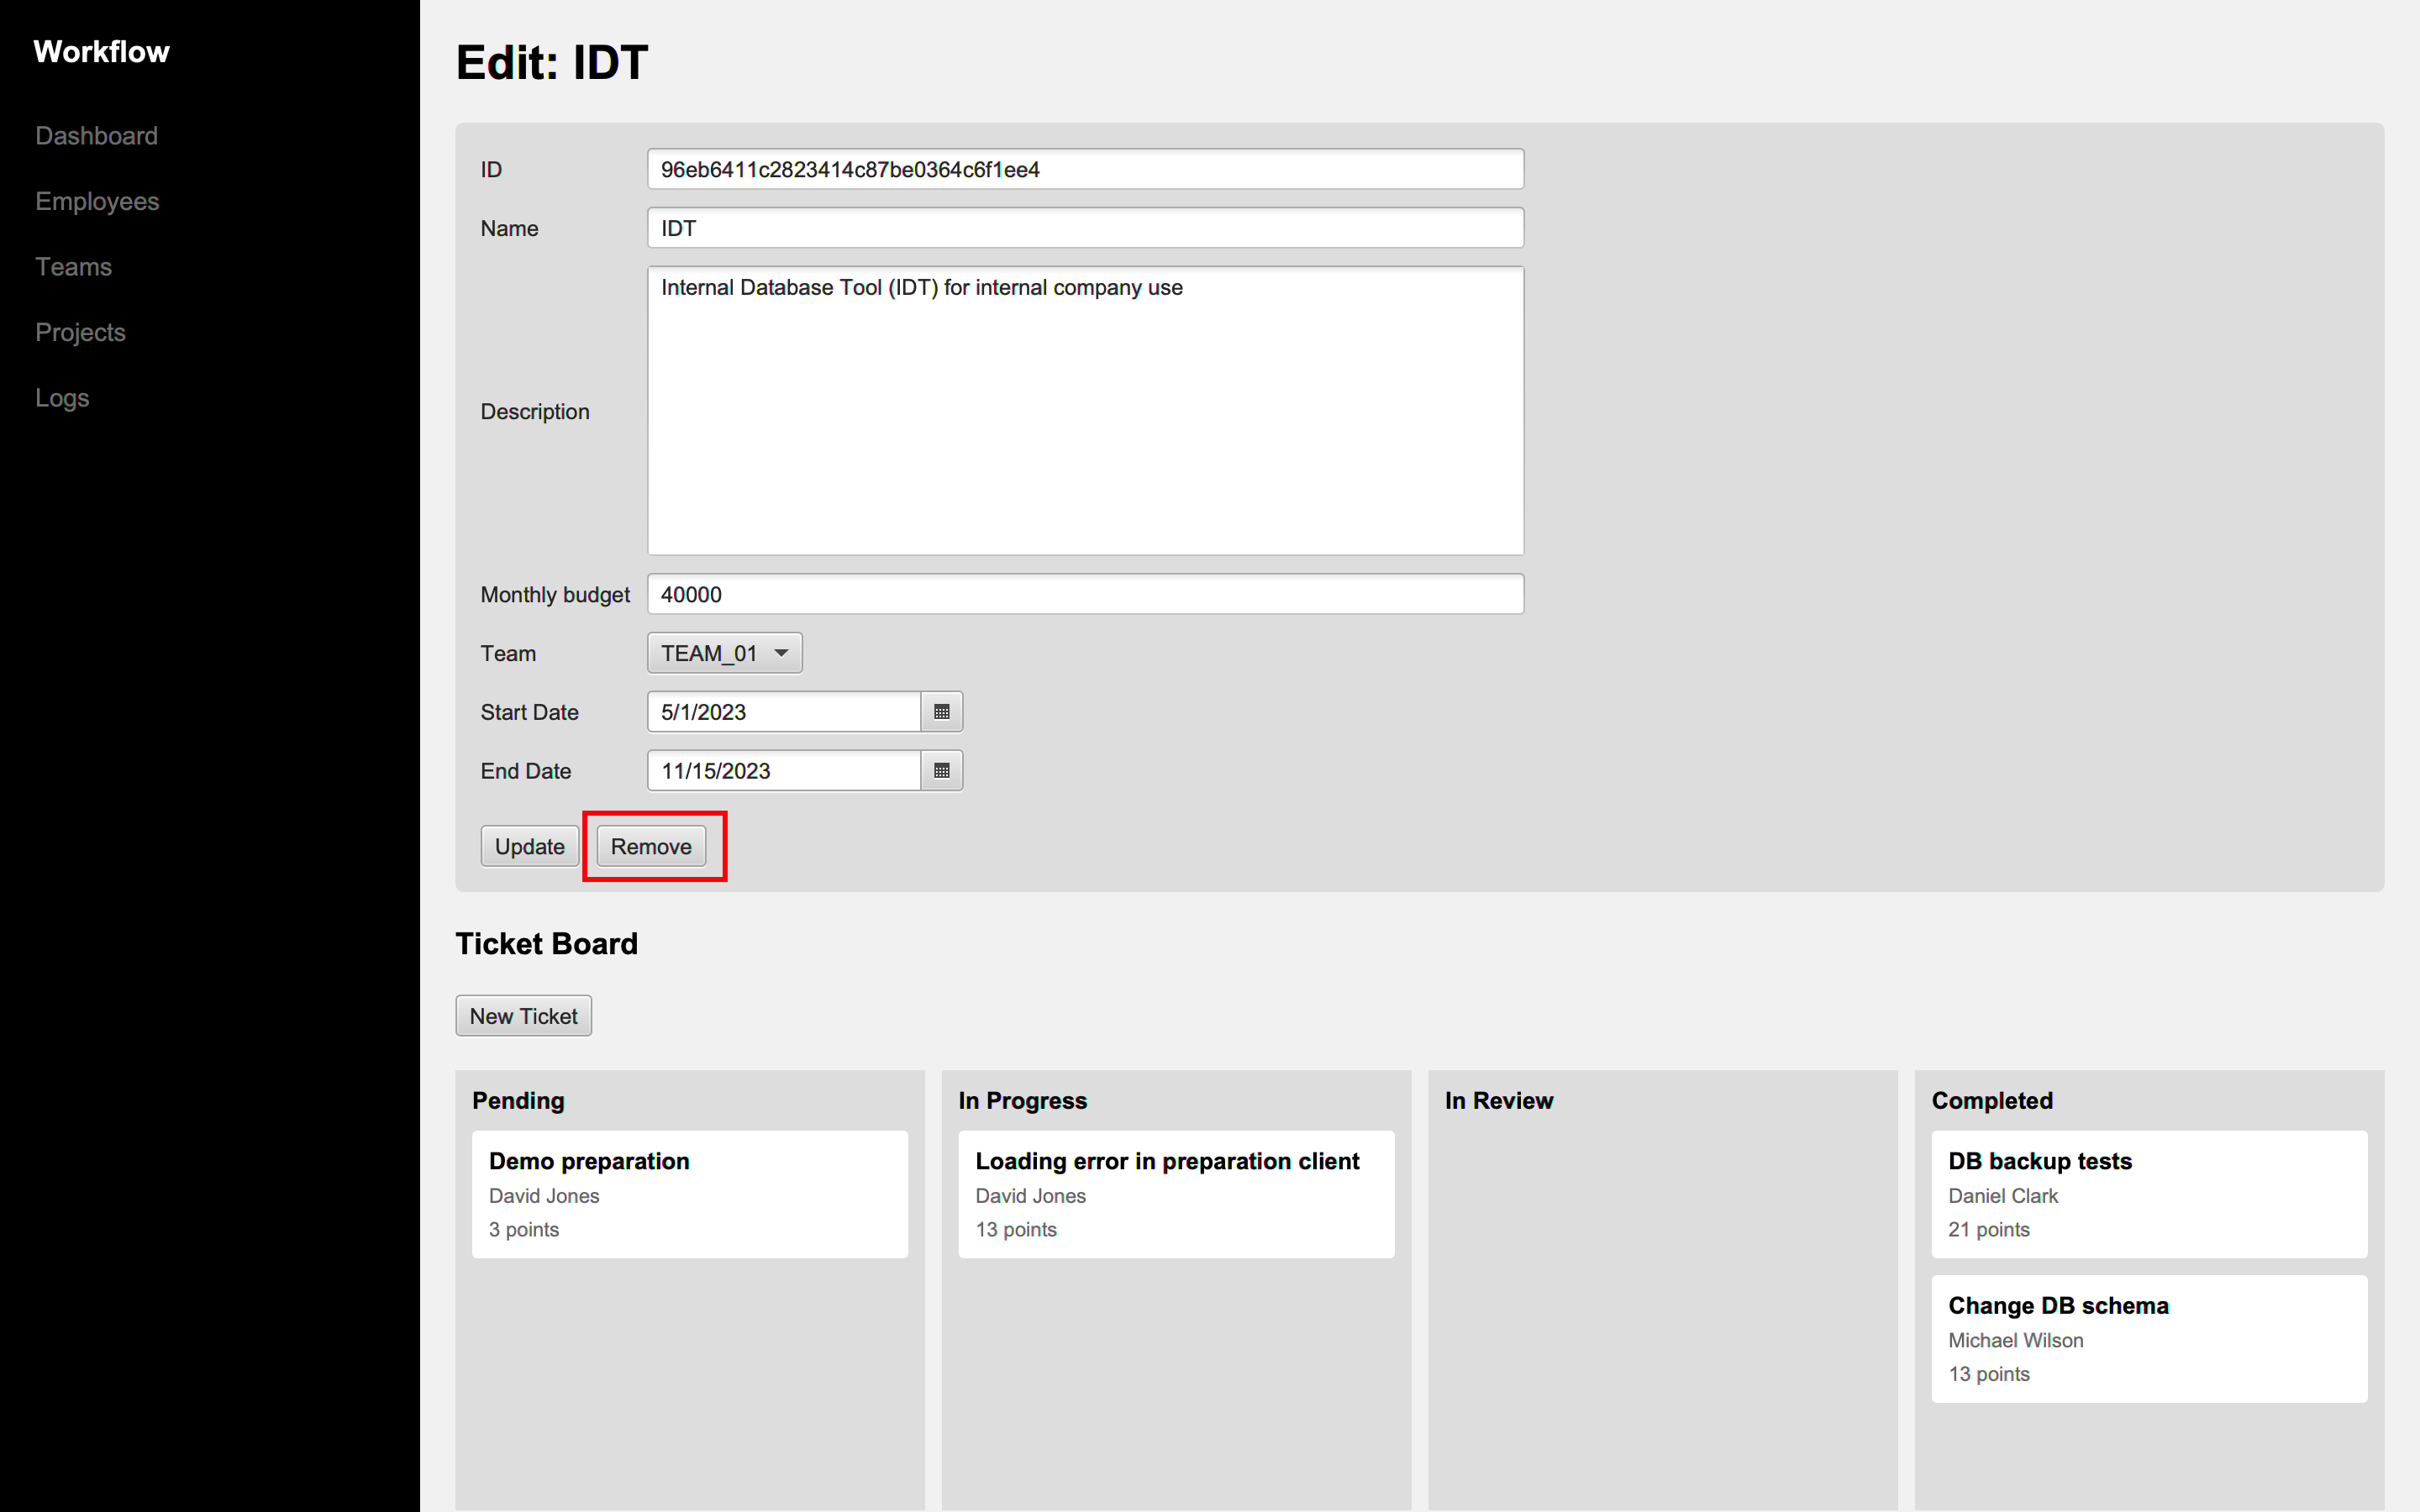 Workflow
Dashboard
Employees
Teams
Projects
Logs
Edit: IDT
ID
96eb6411c2823414c87be0364c6f1ee4
Name
IDT
Description
Internal Database Tool (IDT) for internal company use
Monthly budget
40000
Team
TEAM_01
Start Date
5/1/2023
End Date
11/15/2023
Update
Remove
Ticket Board
New Ticket
Pending
Demo preparation
David Jones
3 points
In Progress
Loading error in preparation client
David Jones
13 points
In Review
Completed
DB backup tests
Daniel Clark
21 points
Change DB schema
Michael Wilson
13 points